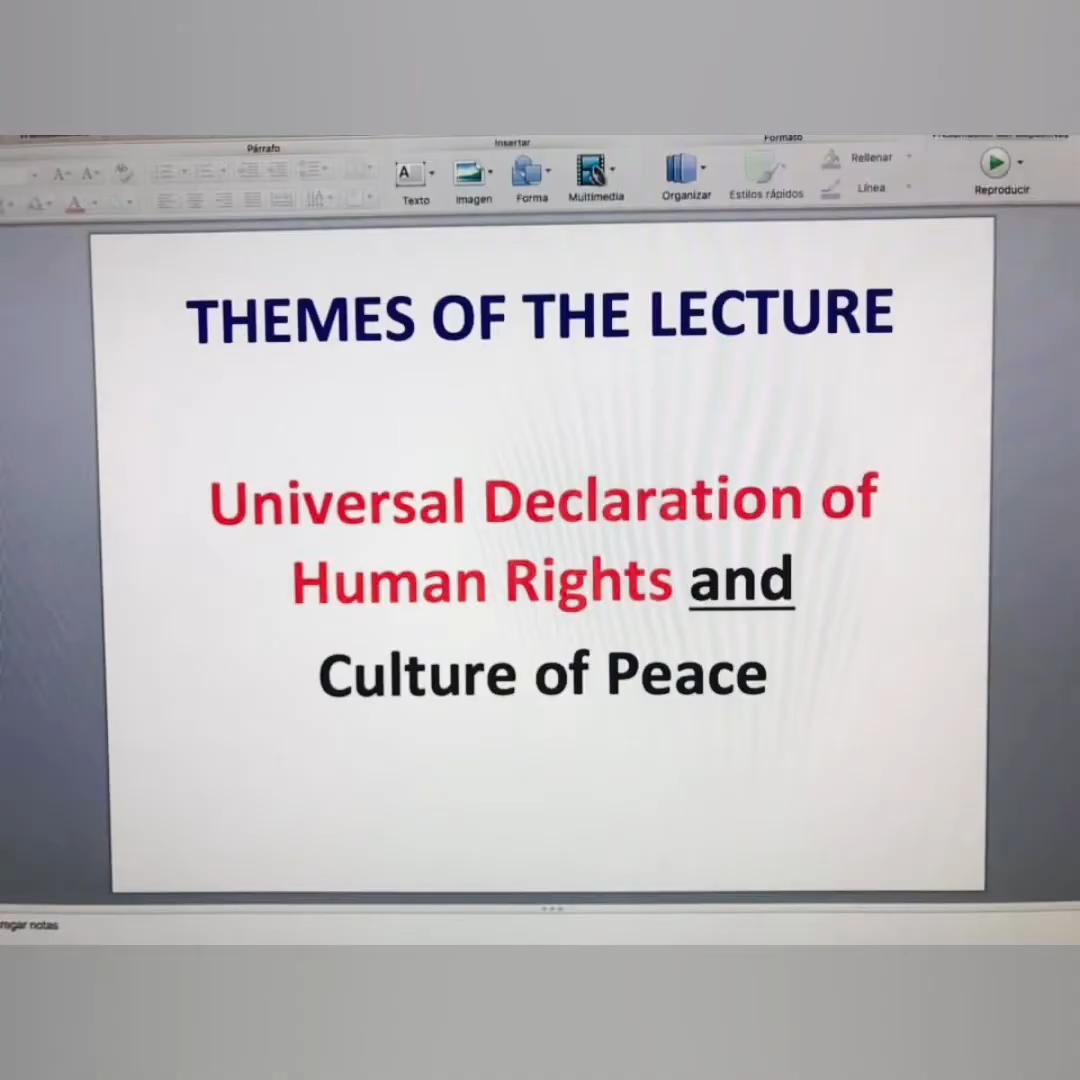 Párrafo Insertar Formato
Texto Imagen Forma Multimedia Organizar Estilos rápidos Rellenar Línea Reproducir
THEMES OF THE LECTURE
Universal Declaration of
Human Rights and
Culture of Peace
notas